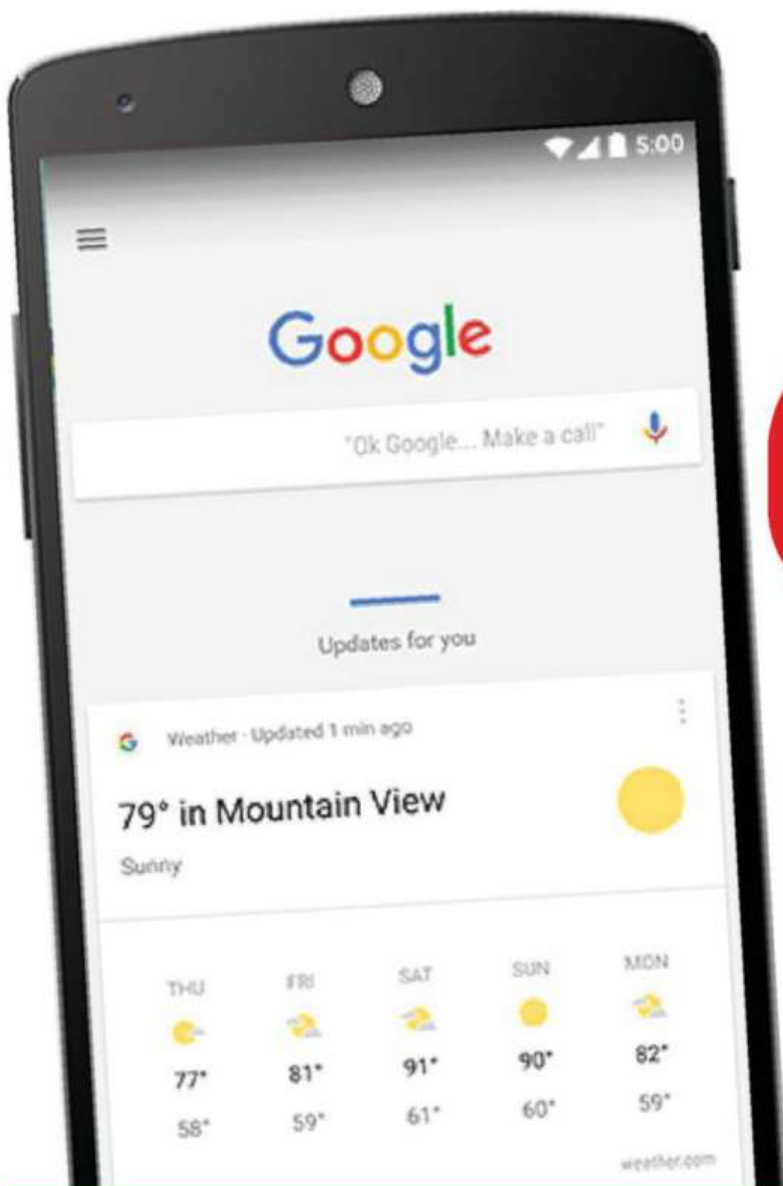 5:00
Google
"Ok Google... Make a call"
Updates for you
Weather · Updated 1 min ago
79° in Mountain View
Sunny
THU FRI SAT SUN MON
77° 81° 91° 90° 82°
58° 59° 61° 60° 59°
weather.com